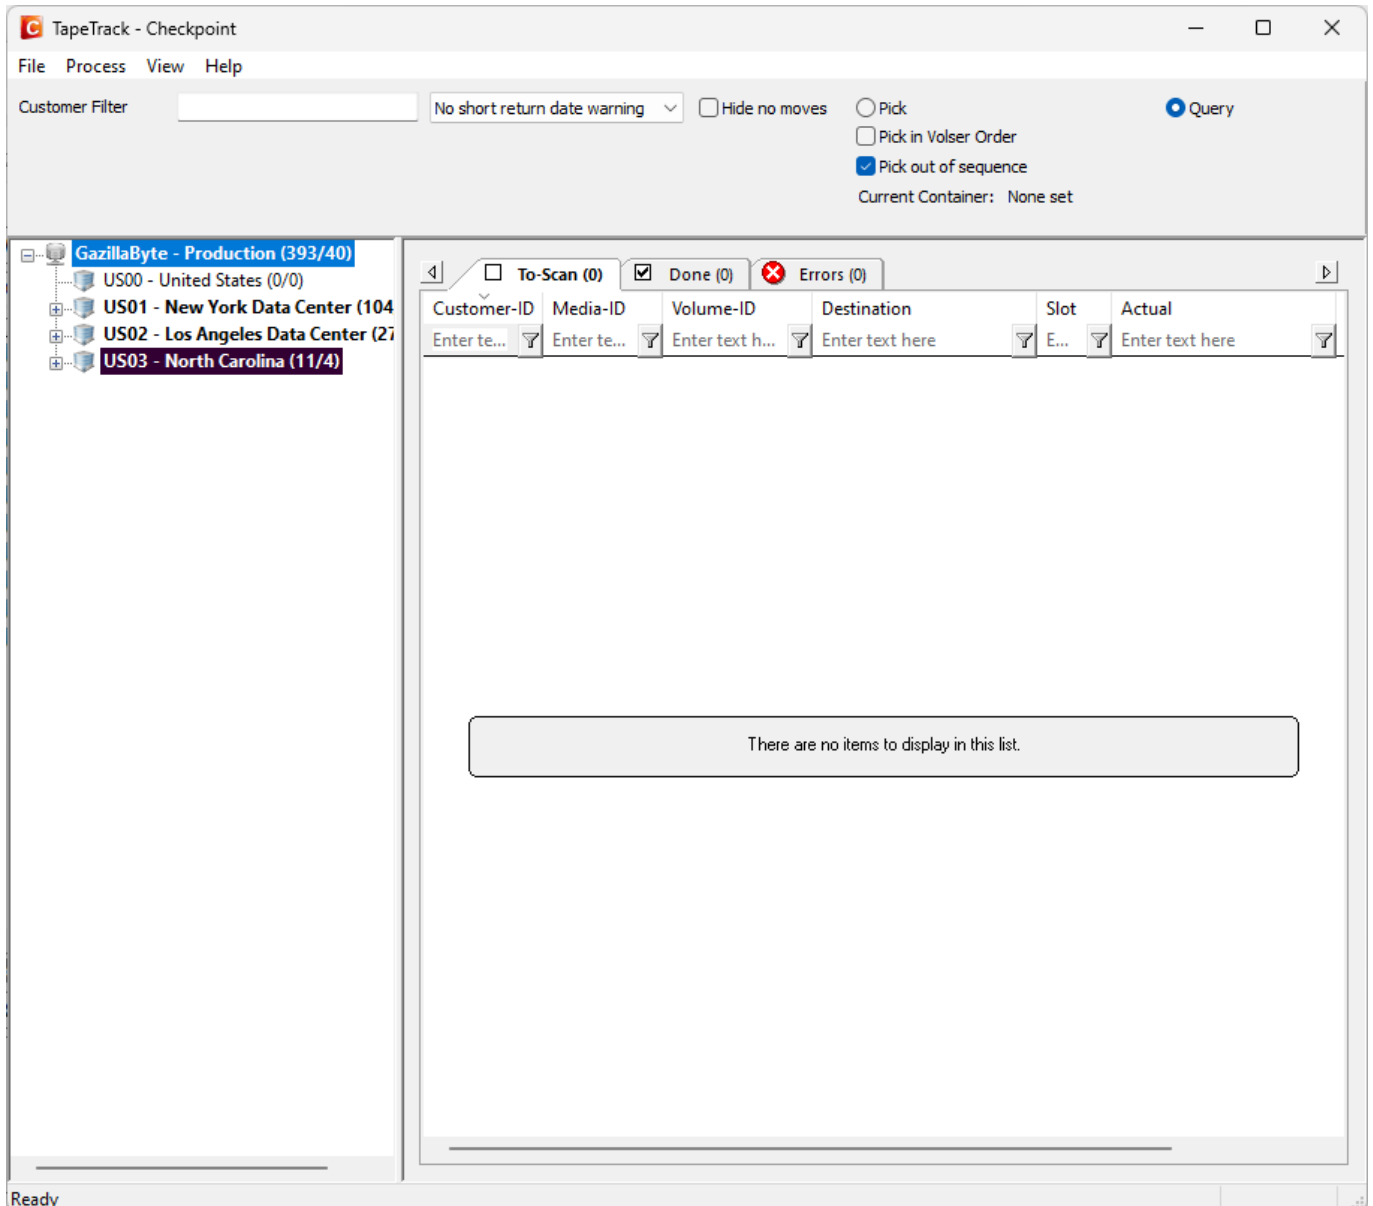 TapeTrack - Checkpoint
File Process View Help
Customer Filter No short return date warning Hide no moves Pick Query
Pick in Volser Order
Pick out of sequence
Current Container: None set
GazillaByte - Production (393/40)
US00 - United States (0/0)
US01 - New York Data Center (104
US02 - Los Angeles Data Center (27
US03 - North Carolina (11/4)
To-Scan (0) Done (0) Errors (0)
Customer-ID Media-ID Volume-ID Destination Slot Actual
Enter te... Enter te... Enter text h... Enter text here E... Enter text here
There are no items to display in this list.
Ready